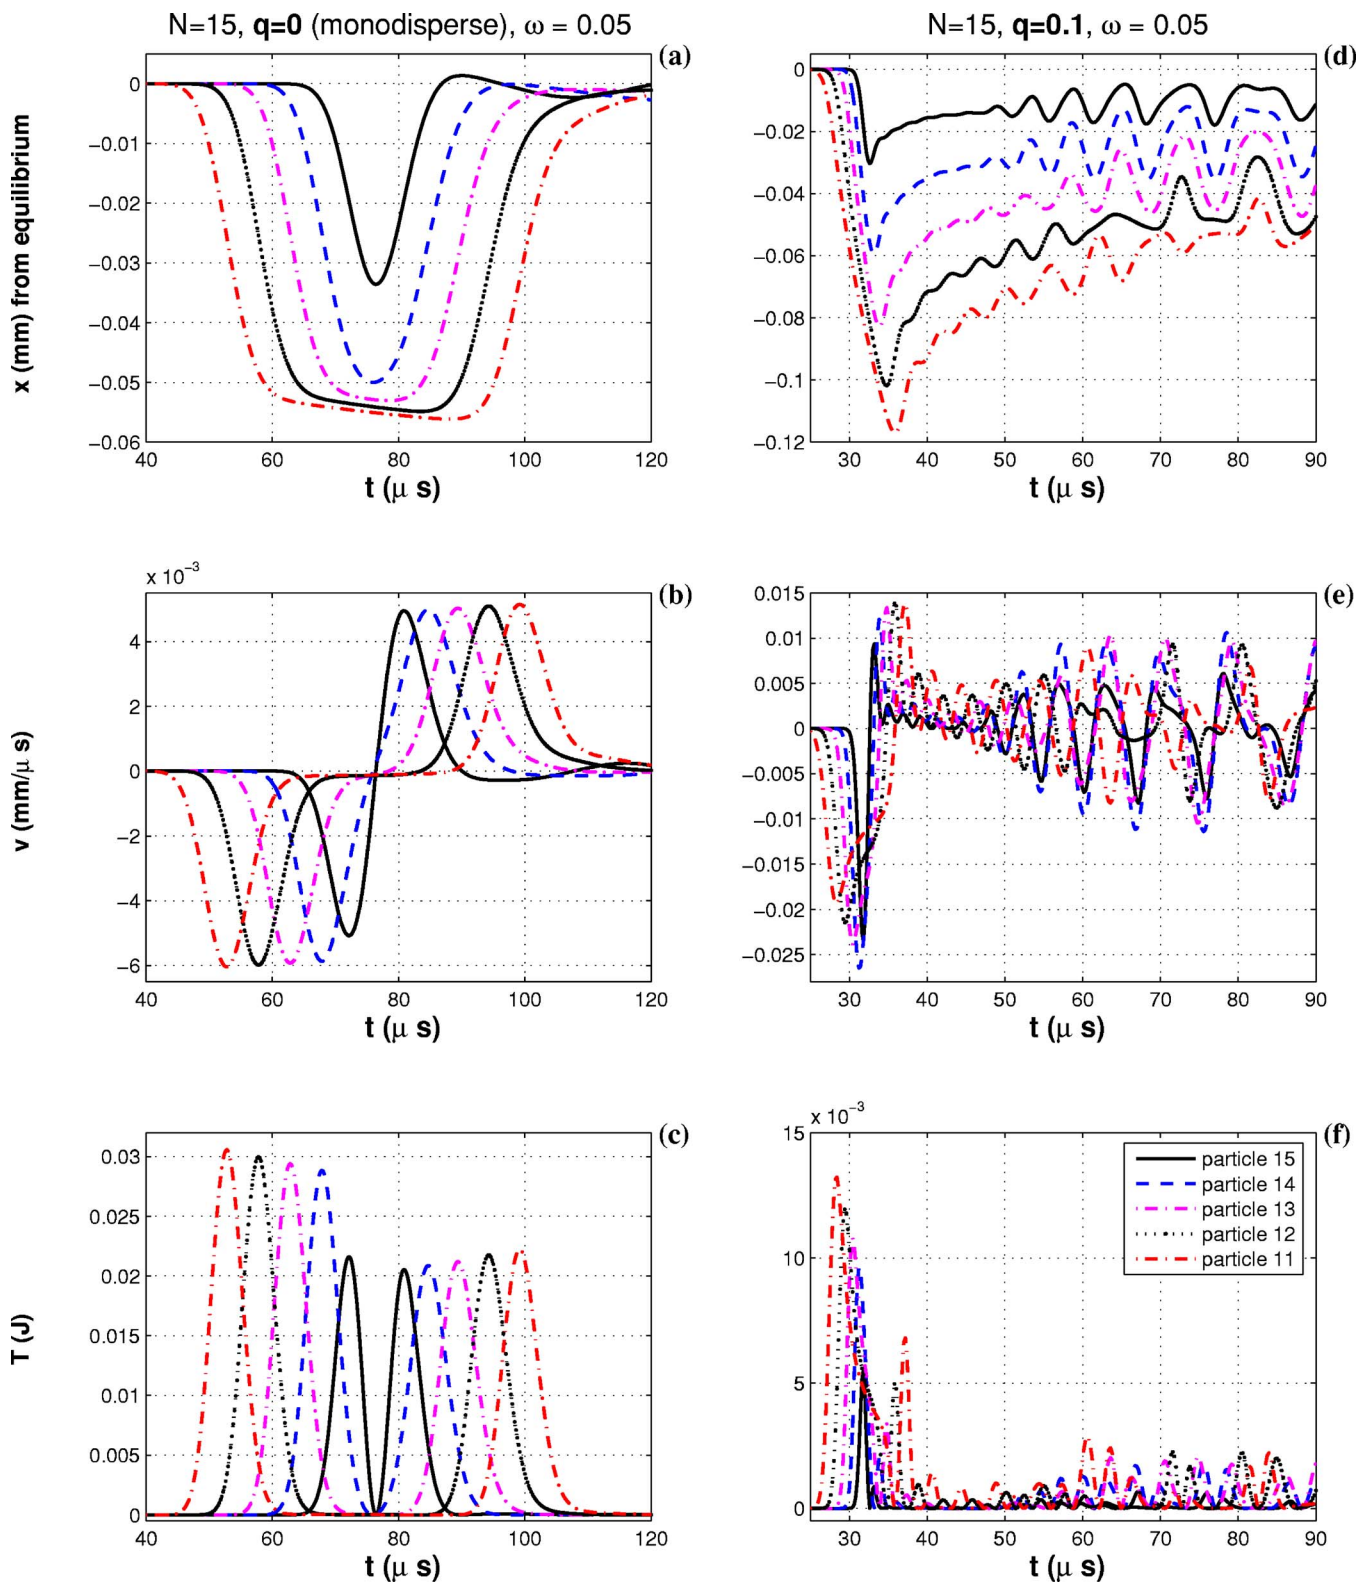 N=15, q=0 (monodisperse), ω = 0.05
(a)
0
−0.01
−0.02
−0.03
−0.04
−0.05
−0.06
x (mm) from equilibrium
40 60 80 100 120
t (μ s)
N=15, q=0.1, ω = 0.05
(d)
0
−0.02
−0.04
−0.06
−0.08
−0.1
−0.12
30 40 50 60 70 80 90
t (μ s)
x 10⁻³
(b)
4
2
0
−2
−4
−6
v (mm/μ s)
40 60 80 100 120
t (μ s)
(e)
0.015
0.01
0.005
0
−0.005
−0.01
−0.015
−0.02
−0.025
30 40 50 60 70 80 90
t (μ s)
(c)
0.03
0.025
0.02
0.015
0.01
0.005
0
T (J)
40 60 80 100 120
t (μ s)
x 10⁻³
(f)
15
10
5
0
particle 15
particle 14
particle 13
particle 12
particle 11
30 40 50 60 70 80 90
t (μ s)